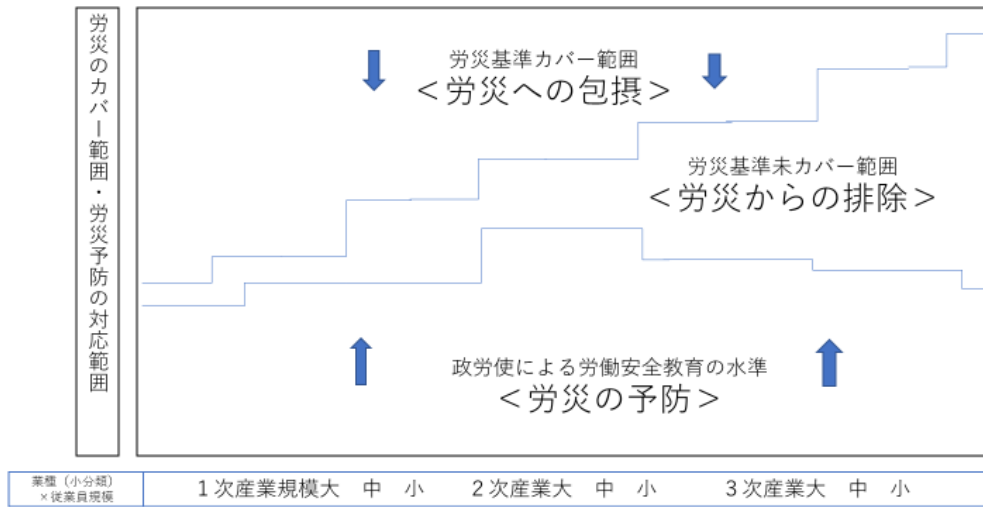 労災のカバー範囲・労災予防の対応範囲
労災基準カバー範囲
＜労災への包摂＞
労災基準未カバー範囲
＜労災からの排除＞
政労使による労働安全教育の水準
＜労災の予防＞
業種（小分類）
×従業員規模
１次産業規模大　中　小　２次産業大　中　小　３次産業大　中　小